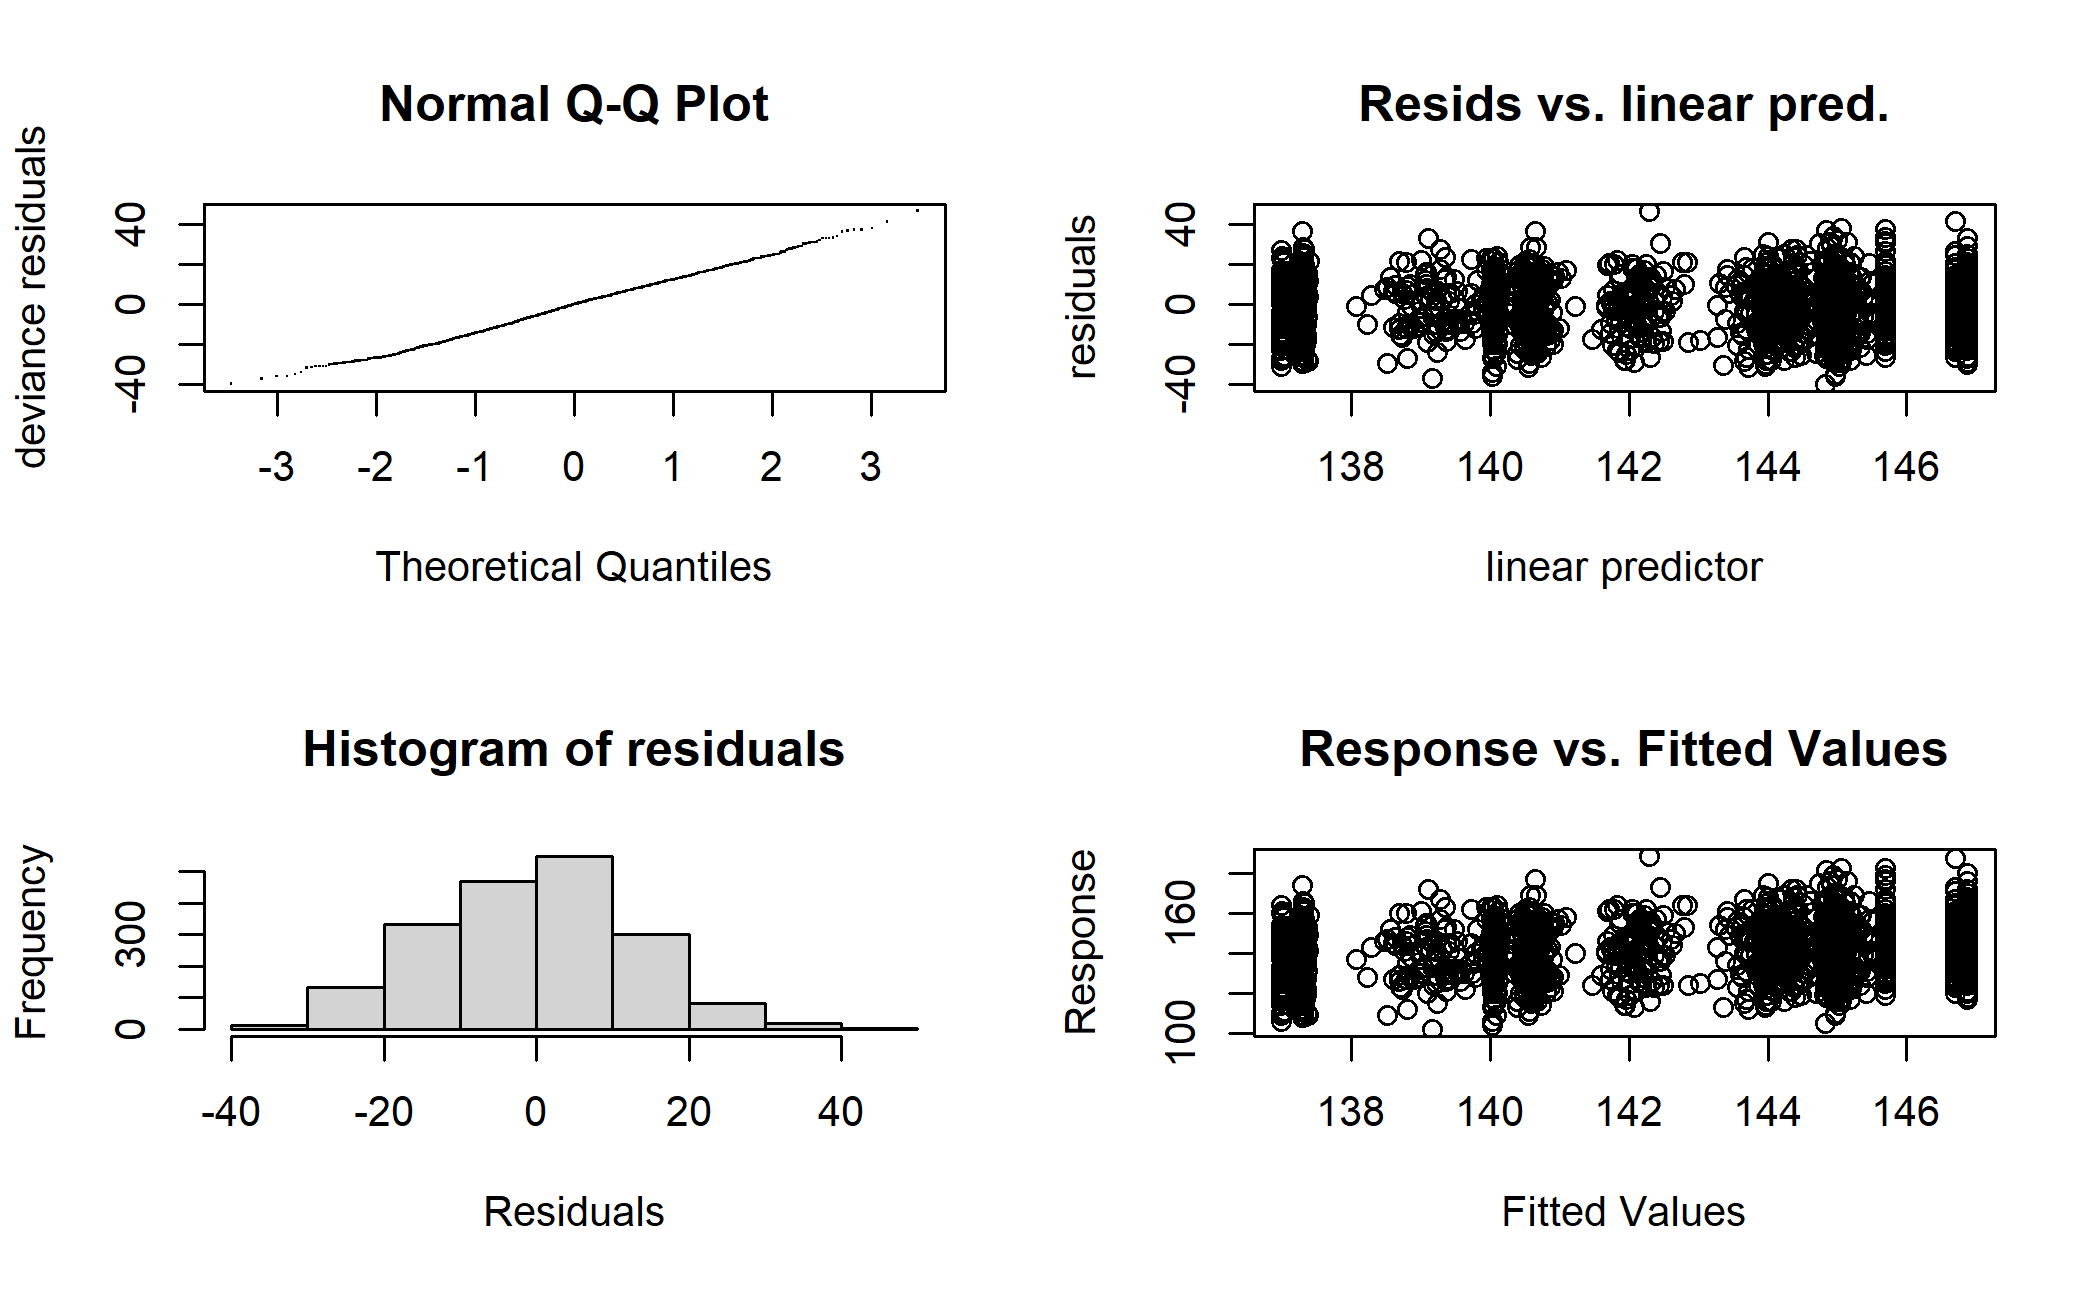 Normal Q-Q Plot
deviance residuals
-40 0 40
-3 -2 -1 0 1 2 3
Theoretical Quantiles
Resids vs. linear pred.
residuals
-40 0 40
138 140 142 144 146
linear predictor
Histogram of residuals
Frequency
0 300
-40 -20 0 20 40
Residuals
Response vs. Fitted Values
Response
100 160
138 140 142 144 146
Fitted Values